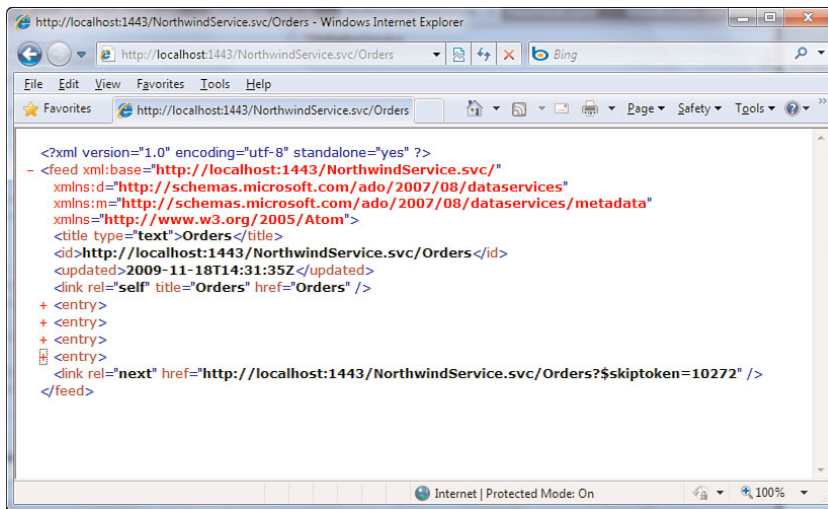 http://localhost:1443/NorthwindService.svc/Orders - Windows Internet Explorer
http://localhost:1443/NorthwindService.svc/Orders
Bing
File Edit View Favorites Tools Help
Favorites http://localhost:1443/NorthwindService.svc/Orders Page Safety Tools
<?xml version="1.0" encoding="utf-8" standalone="yes" ?>
- <feed xml:base="http://localhost:1443/NorthwindService.svc/"
xmlns:d="http://schemas.microsoft.com/ado/2007/08/dataservices"
xmlns:m="http://schemas.microsoft.com/ado/2007/08/dataservices/metadata"
xmlns="http://www.w3.org/2005/Atom">
<title type="text">Orders</title>
<id>http://localhost:1443/NorthwindService.svc/Orders</id>
<updated>2009-11-18T14:31:35Z</updated>
<link rel="self" title="Orders" href="Orders" />
+ <entry>
+ <entry>
+ <entry>
+ <entry>
<link rel="next" href="http://localhost:1443/NorthwindService.svc/Orders?$skiptoken=10272" />
</feed>
Internet | Protected Mode: On 100%